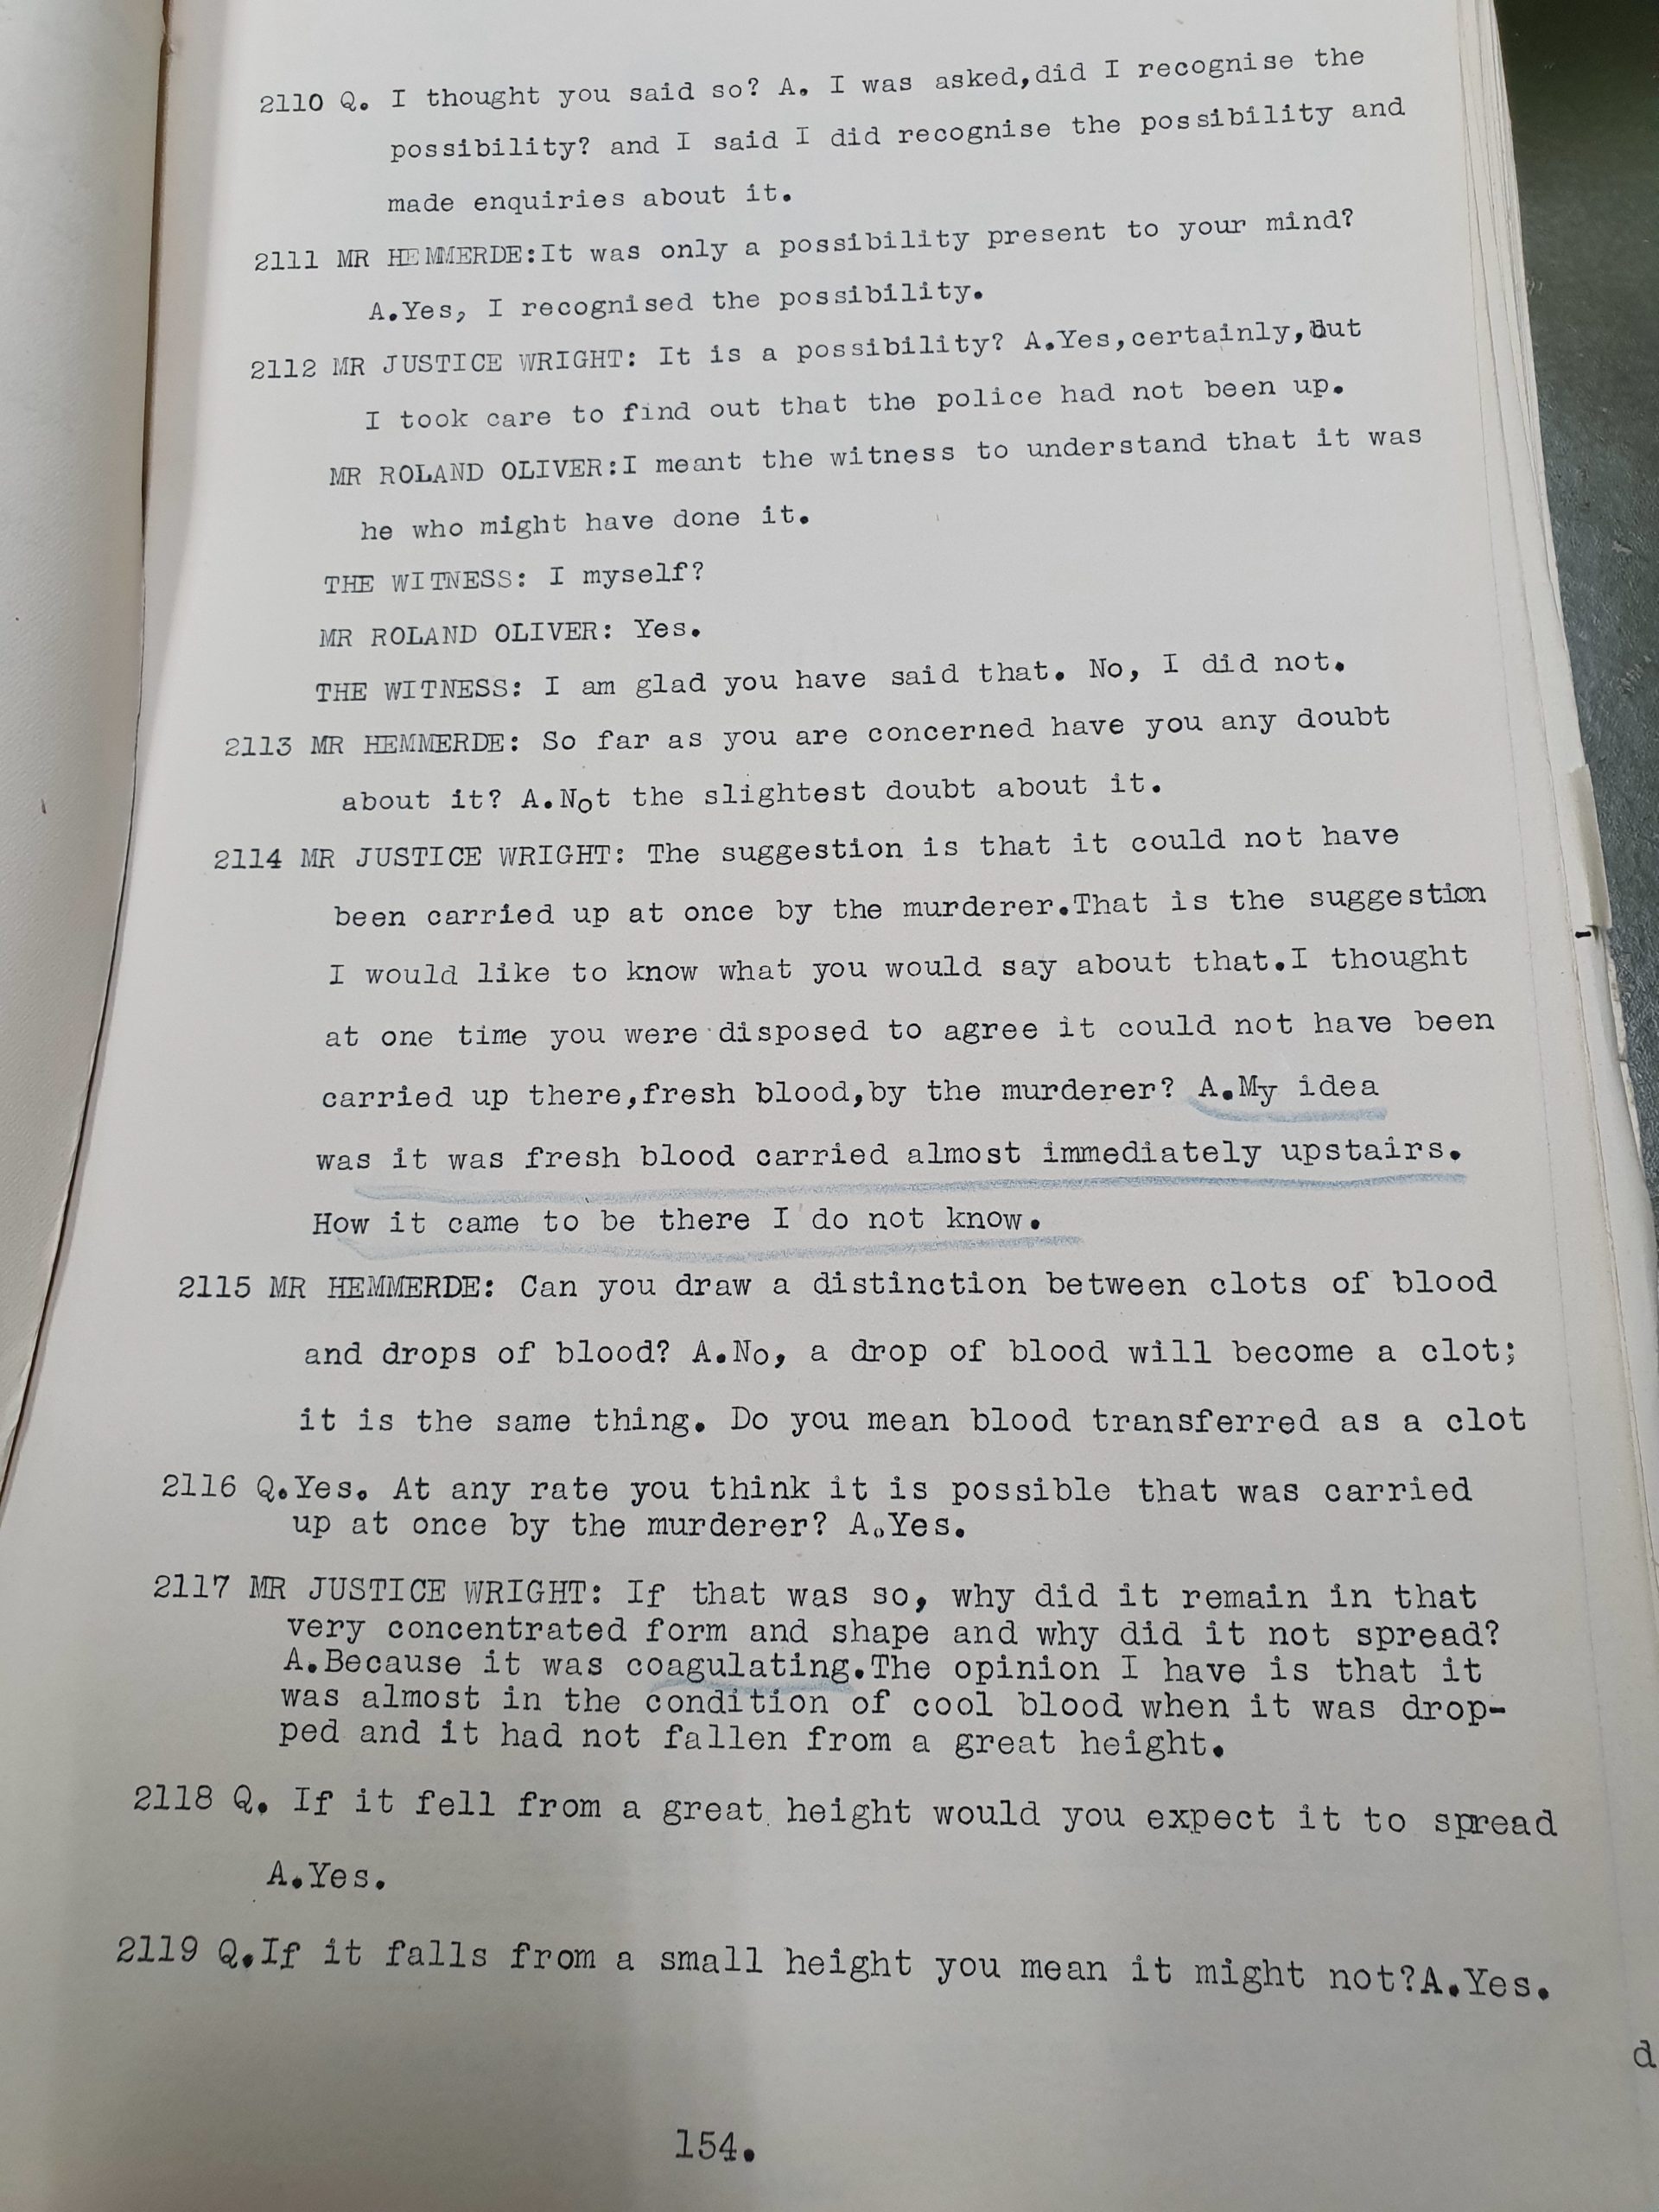 2110 Q. I thought you said so? A. I was asked,did I recognise the
possibility? and I said I did recognise the possibility and
made enquiries about it.
2111 MR HEMMERDE:It was only a possibility present to your mind?
A.Yes, I recognised the possibility.
2112 MR JUSTICE WRIGHT: It is a possibility? A.Yes,certainly,but
I took care to find out that the police had not been up.
MR ROLAND OLIVER:I meant the witness to understand that it was
he who might have done it.
THE WITNESS: I myself?
MR ROLAND OLIVER: Yes.
THE WITNESS: I am glad you have said that. No, I did not.
2113 MR HEMMERDE: So far as you are concerned have you any doubt
about it? A.Not the slightest doubt about it.
2114 MR JUSTICE WRIGHT: The suggestion is that it could not have
been carried up at once by the murderer.That is the suggestion
I would like to know what you would say about that.I thought
at one time you were disposed to agree it could not have been
carried up there,fresh blood,by the murderer? A.My idea
was it was fresh blood carried almost immediately upstairs.
How it came to be there I do not know.
2115 MR HEMMERDE: Can you draw a distinction between clots of blood
and drops of blood? A.No, a drop of blood will become a clot;
it is the same thing. Do you mean blood transferred as a clot
2116 Q.Yes. At any rate you think it is possible that was carried
up at once by the murderer? A.Yes.
2117 MR JUSTICE WRIGHT: If that was so, why did it remain in that
very concentrated form and shape and why did it not spread?
A.Because it was coagulating.The opinion I have is that it
was almost in the condition of cool blood when it was drop-
ped and it had not fallen from a great height.
2118 Q. If it fell from a great height would you expect it to spread
A.Yes.
2119 Q.If it falls from a small height you mean it might not?A.Yes.
d
154.